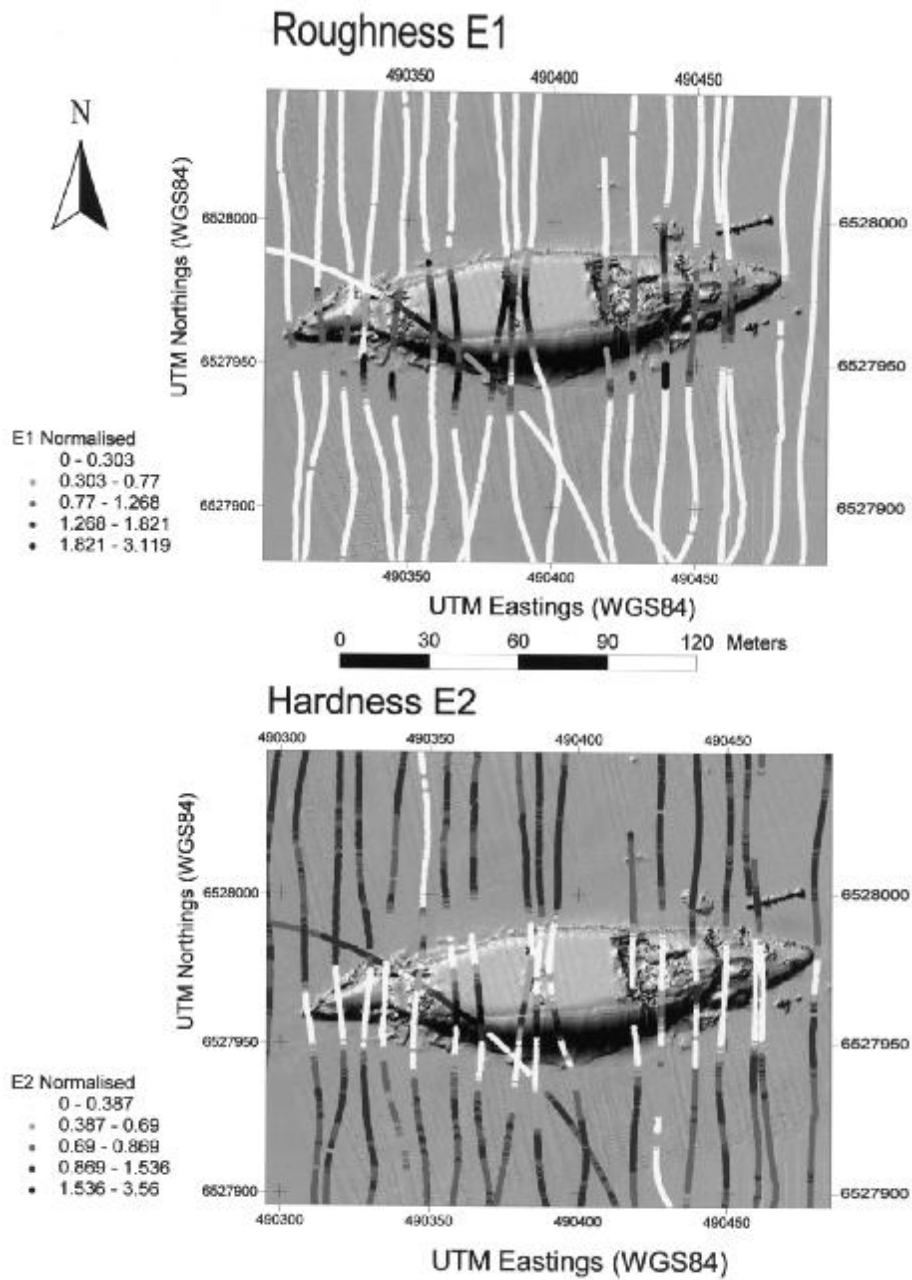 Roughness E1
490350 490400 490450
N
UTM Northings (WGS84)
6528000 6528000
6527950 6527950
6527900 6527900
E1 Normalised
0 - 0.303
0.303 - 0.77
0.77 - 1.268
1.268 - 1.821
1.821 - 3.119
490350 490400 490450
UTM Eastings (WGS84)
0 30 60 90 120 Meters
Hardness E2
490300 490350 490400 490450
UTM Northings (WGS84)
6528000 6528000
6527950 6527950
6527900 6527900
E2 Normalised
0 - 0.387
0.387 - 0.69
0.69 - 0.869
0.869 - 1.536
1.536 - 3.56
490300 490350 490400 490450
UTM Eastings (WGS84)